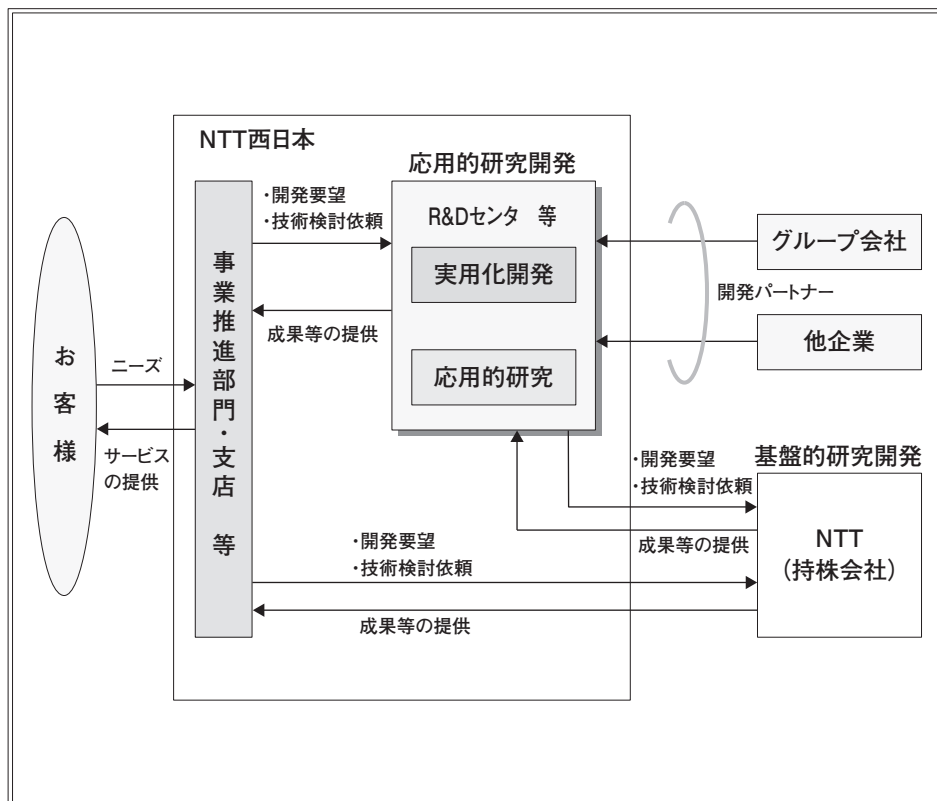 NTT西日本
応用的研究開発
・開発要望
・技術検討依頼
R&Dセンタ 等
グループ会社
実用化開発
開発パートナー
事業推進部門・支店 等
成果等の提供
他企業
お客様
ニーズ
応用的研究
サービス
の提供
・開発要望
・技術検討依頼
基盤的研究開発
成果等の提供
NTT
（持株会社）
・開発要望
・技術検討依頼
成果等の提供